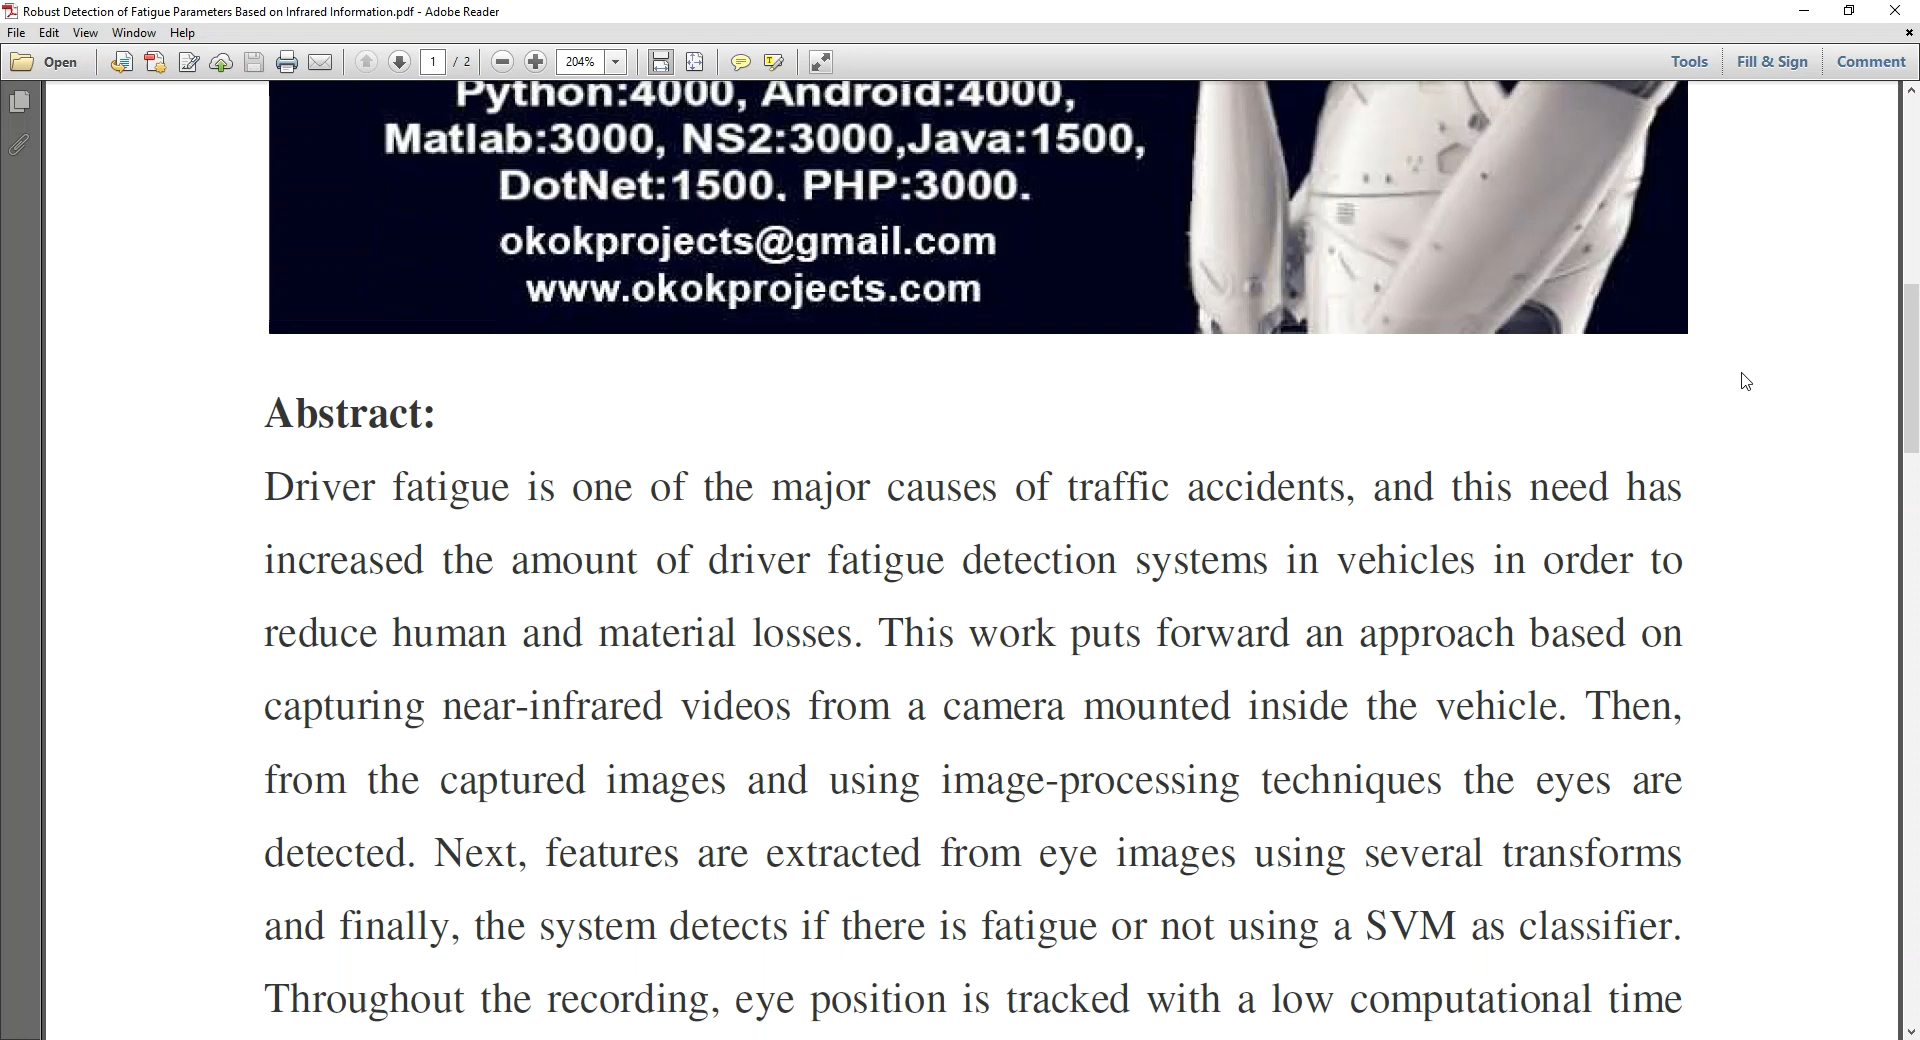 Robust Detection of Fatigue Parameters Based on Infrared Information.pdf - Adobe Reader
File Edit View Window Help
Open 1 / 2 204% Tools Fill & Sign Comment
Python:4000, Android:4000,
Matlab:3000, NS2:3000,Java:1500,
DotNet:1500, PHP:3000.
okokprojects@gmail.com
www.okokprojects.com
Abstract:
Driver fatigue is one of the major causes of traffic accidents, and this need has
increased the amount of driver fatigue detection systems in vehicles in order to
reduce human and material losses. This work puts forward an approach based on
capturing near-infrared videos from a camera mounted inside the vehicle. Then,
from the captured images and using image-processing techniques the eyes are
detected. Next, features are extracted from eye images using several transforms
and finally, the system detects if there is fatigue or not using a SVM as classifier.
Throughout the recording, eye position is tracked with a low computational time